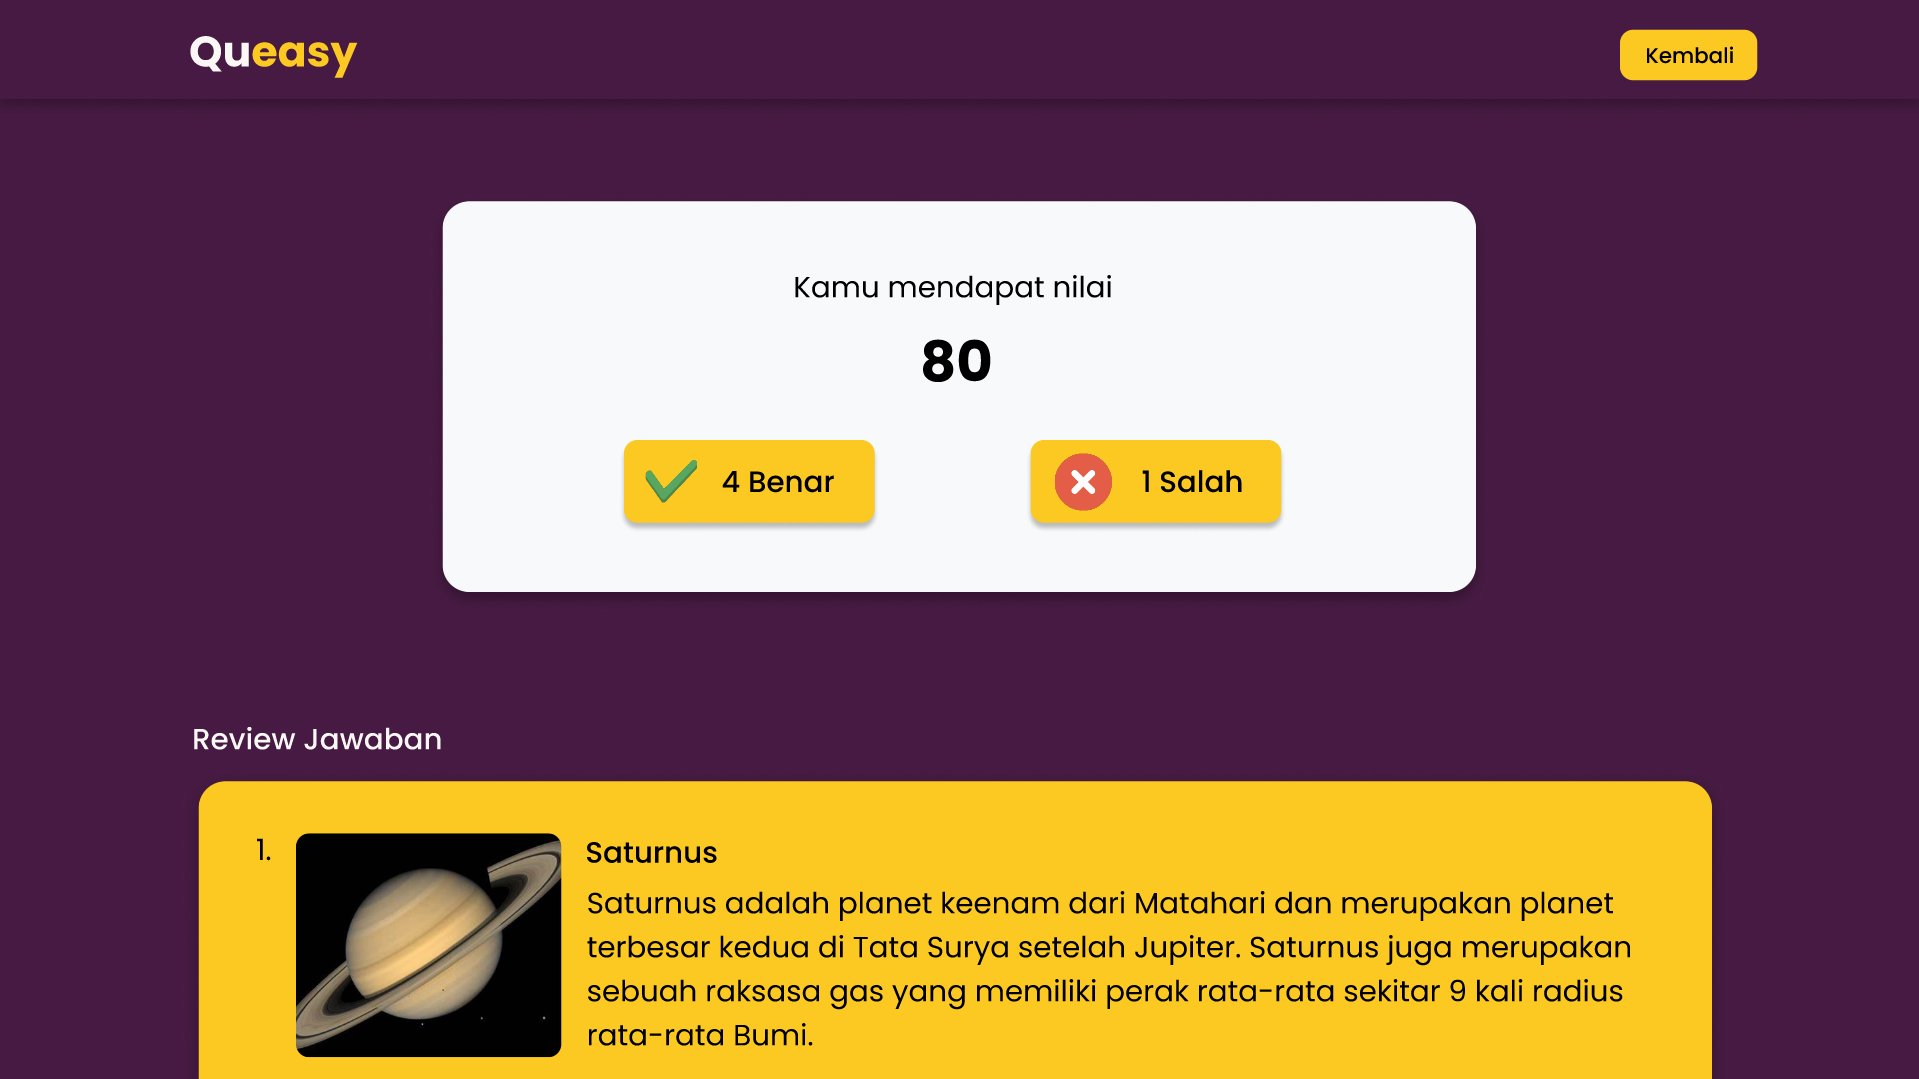 Queasy
Kembali
Kamu mendapat nilai
80
4 Benar
1 Salah
Review Jawaban
1.
Saturnus
Saturnus adalah planet keenam dari Matahari dan merupakan planet
terbesar kedua di Tata Surya setelah Jupiter. Saturnus juga merupakan
sebuah raksasa gas yang memiliki perak rata-rata sekitar 9 kali radius
rata-rata Bumi.